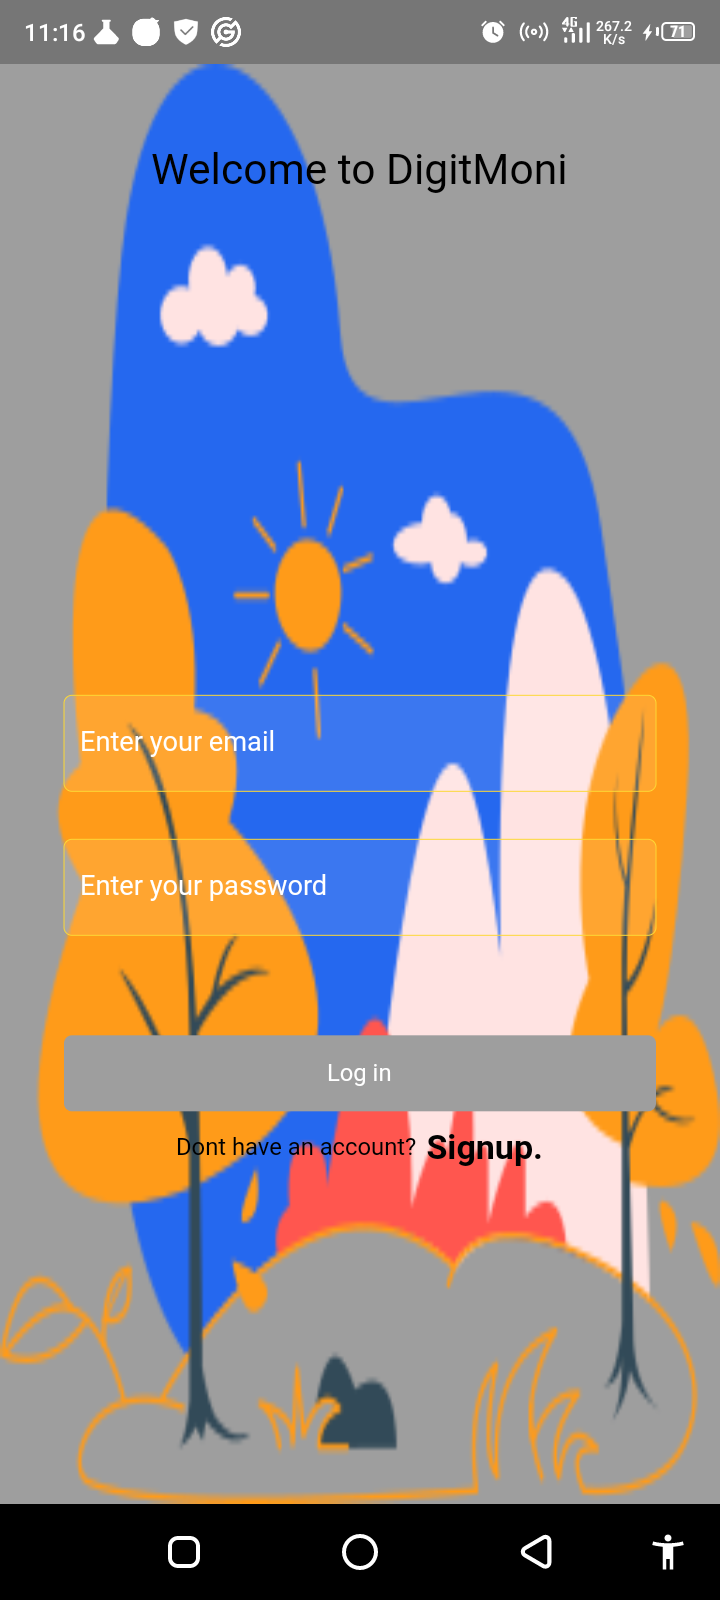 11:16 4G 267.2 K/s 71
Welcome to DigitMoni
Enter your email
Enter your password
Log in
Dont have an account? Signup.